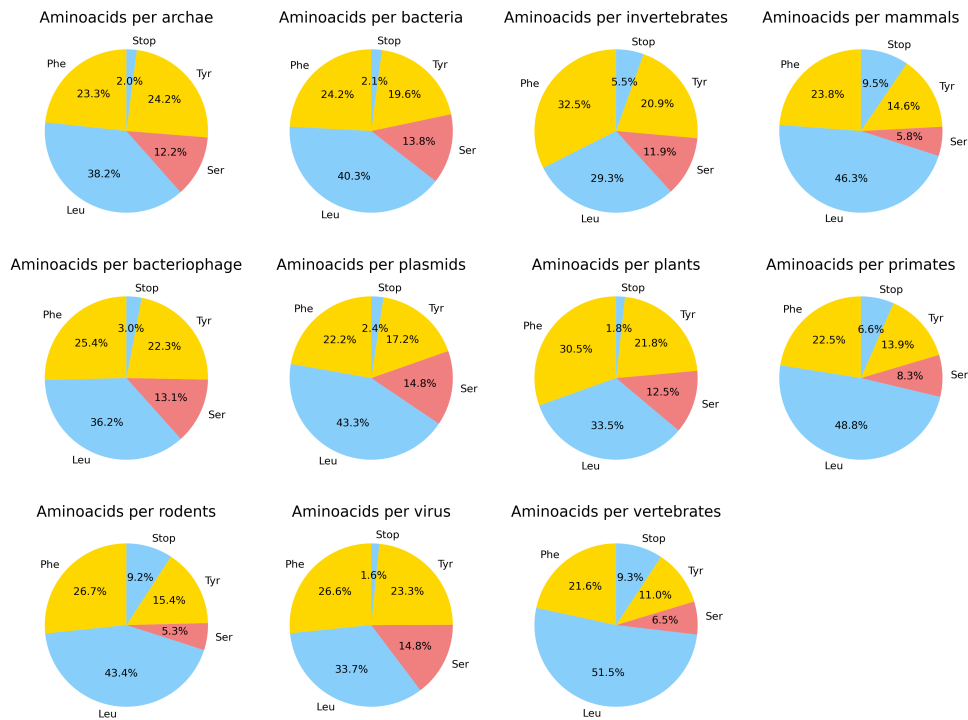 Aminoacids per archae
Stop
Phe
Tyr
2.0%
23.3%
24.2%
12.2%
38.2%
Ser
Leu
Aminoacids per bacteria
Stop
Phe
Tyr
2.1%
24.2%
19.6%
13.8%
40.3%
Ser
Leu
Aminoacids per invertebrates
Stop
Phe
Tyr
5.5%
32.5%
20.9%
11.9%
29.3%
Ser
Leu
Aminoacids per mammals
Stop
Phe
Tyr
9.5%
23.8%
14.6%
5.8%
Ser
46.3%
Leu
Aminoacids per bacteriophage
Stop
Phe
Tyr
3.0%
25.4%
22.3%
13.1%
Ser
36.2%
Leu
Aminoacids per plasmids
Stop
Phe
Tyr
2.4%
22.2%
17.2%
14.8%
Ser
43.3%
Leu
Aminoacids per plants
Stop
Phe
Tyr
1.8%
30.5%
21.8%
12.5%
Ser
33.5%
Leu
Aminoacids per primates
Stop
Phe
Tyr
6.6%
22.5%
13.9%
8.3%
Ser
48.8%
Leu
Aminoacids per rodents
Stop
Phe
Tyr
9.2%
26.7%
15.4%
5.3%
Ser
43.4%
Leu
Aminoacids per virus
Stop
Phe
Tyr
1.6%
26.6%
23.3%
14.8%
Ser
33.7%
Leu
Aminoacids per vertebrates
Stop
Phe
Tyr
9.3%
21.6%
11.0%
6.5%
Ser
51.5%
Leu